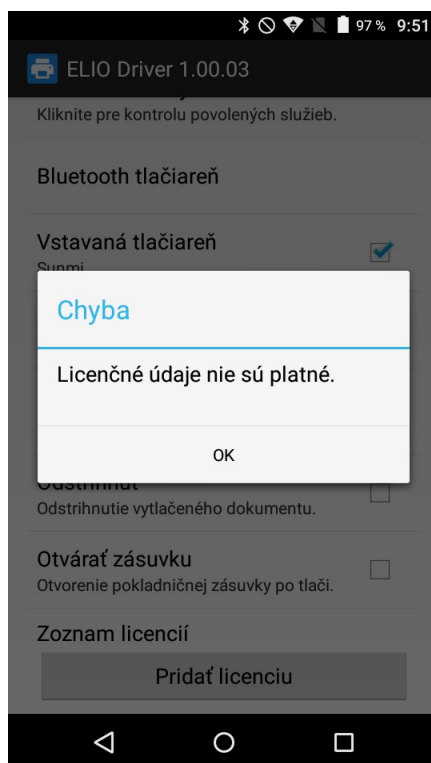 97 % 9:51
ELIO Driver 1.00.03
Kliknite pre kontrolu povolených služieb.
Bluetooth tlačiareň
Vstavaná tlačiareň
Sunmi
Chyba
Licenčné údaje nie sú platné.
OK
Odstrihnúť
Odstrihnutie vytlačeného dokumentu.
Otvárať zásuvku
Otvorenie pokladničnej zásuvky po tlači.
Zoznam licencií
Pridať licenciu